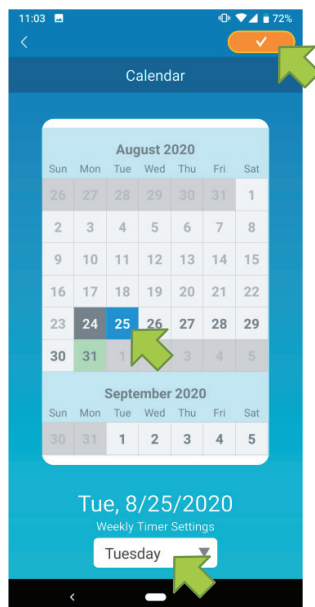 11:03 72%
Calendar
August 2020
Sun Mon Tue Wed Thu Fri Sat
26 27 28 29 30 31 1
2 3 4 5 6 7 8
9 10 11 12 13 14 15
16 17 18 19 20 21 22
23 24 25 26 27 28 29
30 31 1 3 4 5
September 2020
Sun Mon Tue Wed Thu Fri Sat
30 31 1 2 3 4 5
Tue, 8/25/2020
Weekly Timer Settings
Tuesday